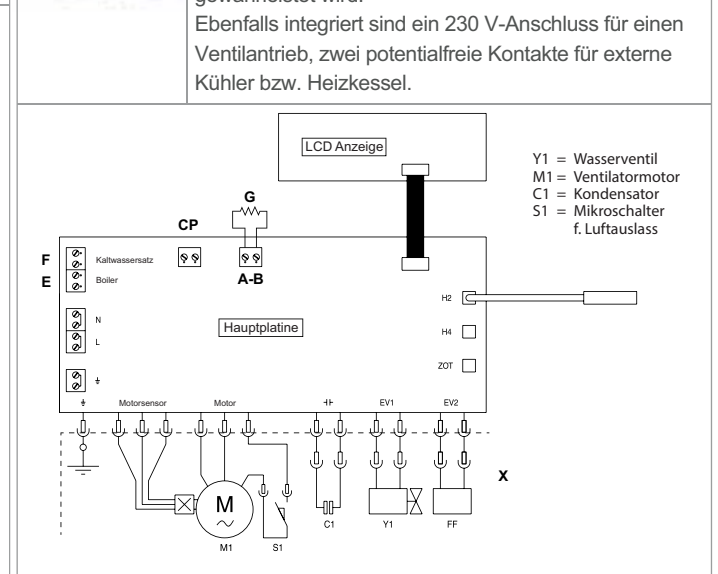 Ebenfalls integriert sind ein 230 V-Anschluss für einen
Ventilantrieb, zwei potentialfreie Kontakte für externe
Kühler bzw. Heizkessel.
LCD Anzeige
Y1 = Wasserventil
M1 = Ventilatormotor
C1 = Kondensator
S1 = Mikroschalter
f. Luftauslass
G
CP
F
Kaltwassersatz
E
Boiler
A-B
N
L
Hauptplatine
H2
H4
ZOT
Motorsensor
Motor
EV1
EV2
X
M
M1
S1
C1
Y1
FF